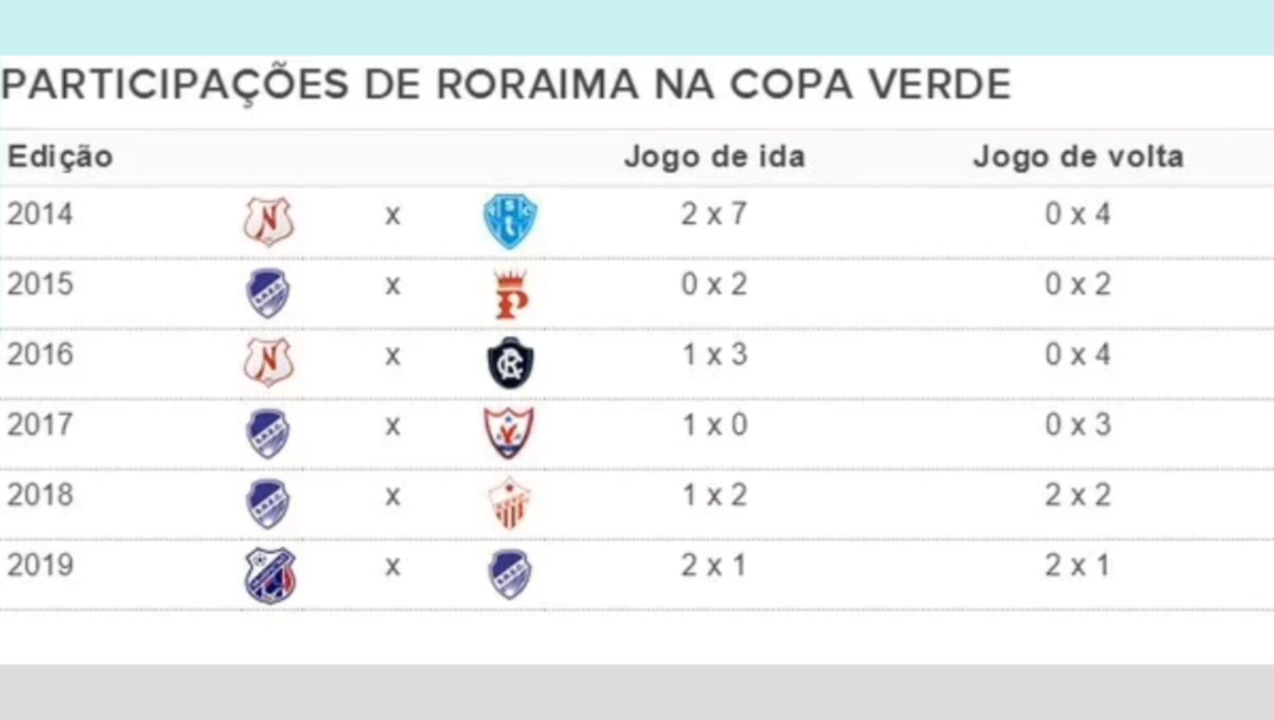 PARTICIPAÇÕES DE RORAIMA NA COPA VERDE
Edição Jogo de ida Jogo de volta
2014 N x PSC 2 x 7 0 x 4
2015 x P 0 x 2 0 x 2
2016 N x CR 1 x 3 0 x 4
2017 x Y 1 x 0 0 x 3
2018 x 1 x 2 2 x 2
2019 x 2 x 1 2 x 1